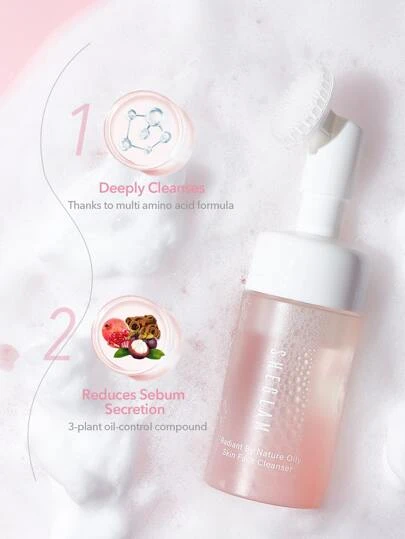 1
Deeply Cleanses
Thanks to multi amino acid formula
2
Reduces Sebum
Secretion
3-plant oil-control compound
SHEGLAM
Radiant By Nature Oily
Skin Face Cleanser